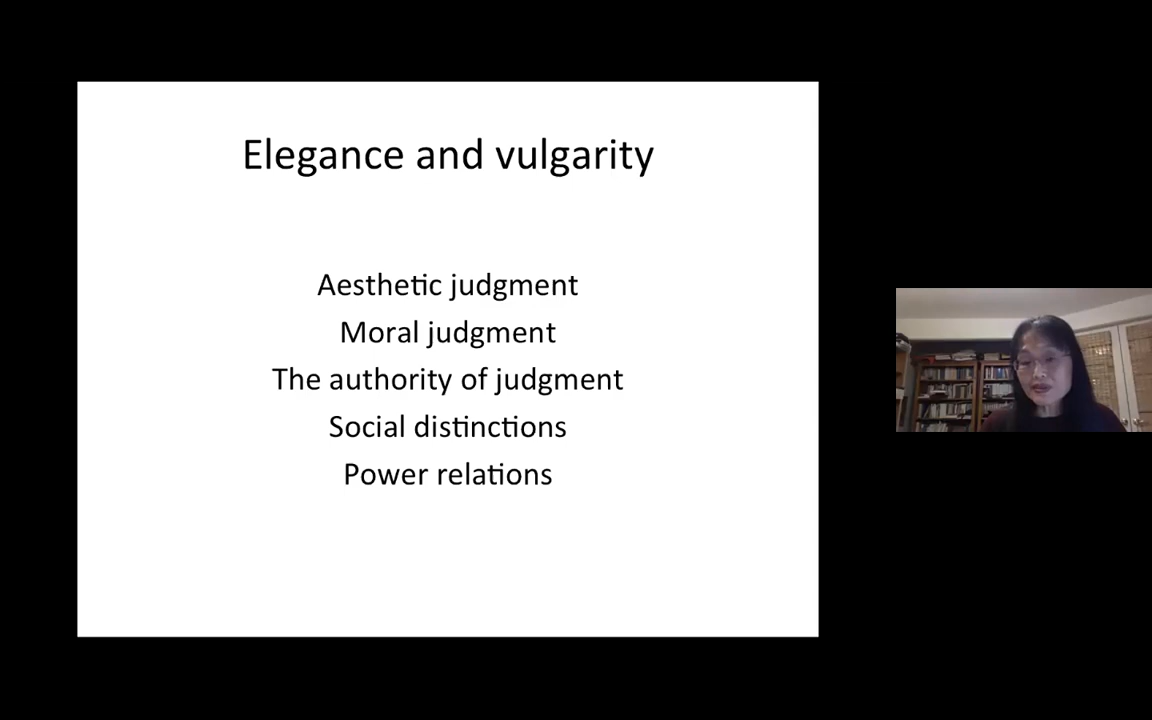 Elegance and vulgarity
Aesthetic judgment
Moral judgment
The authority of judgment
Social distinctions
Power relations